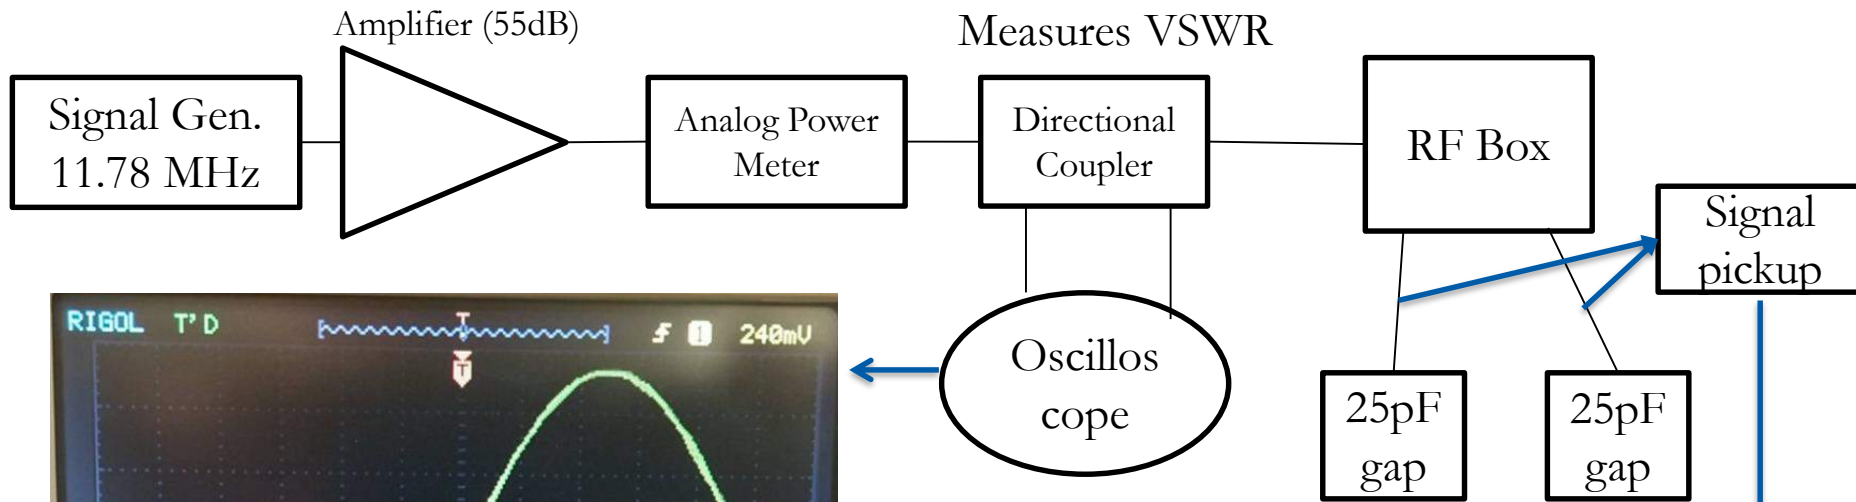 Amplifier (55dB)
Measures VSWR
Signal Gen.
11.78 MHz
Analog Power
Meter
Directional
Coupler
RF Box
Signal
pickup
RIGOL T'D
T
1 240mV
T
Oscillos
cope
25pF
gap
25pF
gap